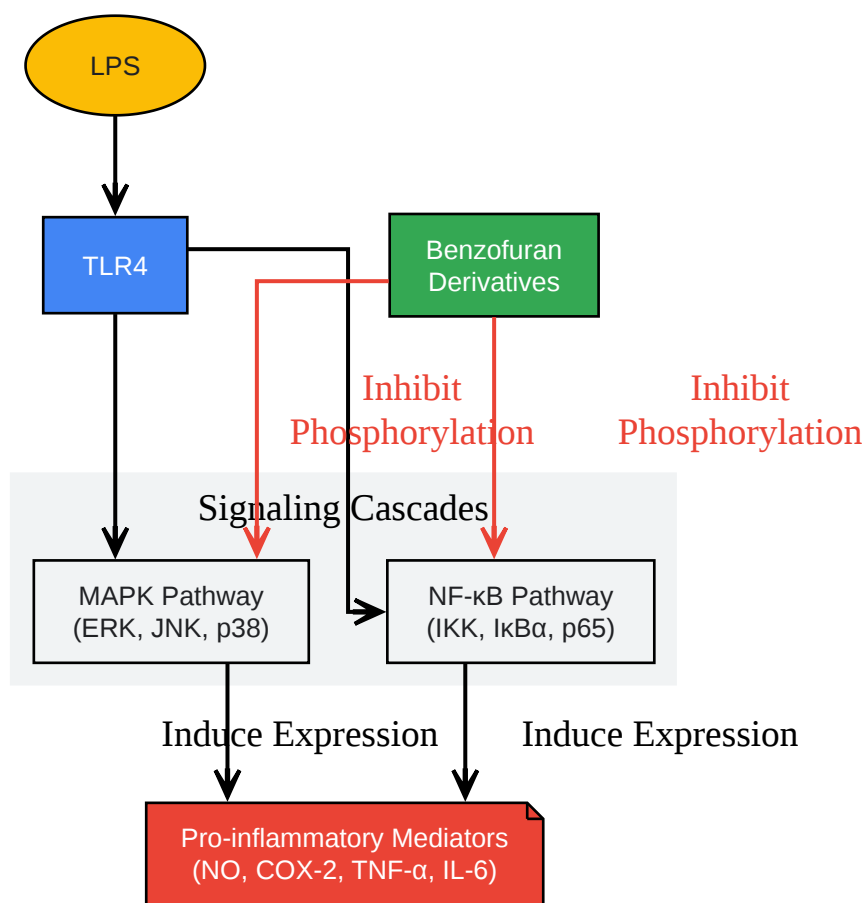 LPS
TLR4
Benzofuran
Derivatives
Inhibit
Phosphorylation
Inhibit
Phosphorylation
Signaling Cascades
MAPK Pathway
(ERK, JNK, p38)
NF-κB Pathway
(IKK, IκBα, p65)
Induce Expression
Induce Expression
Pro-inflammatory Mediators
(NO, COX-2, TNF-α, IL-6)